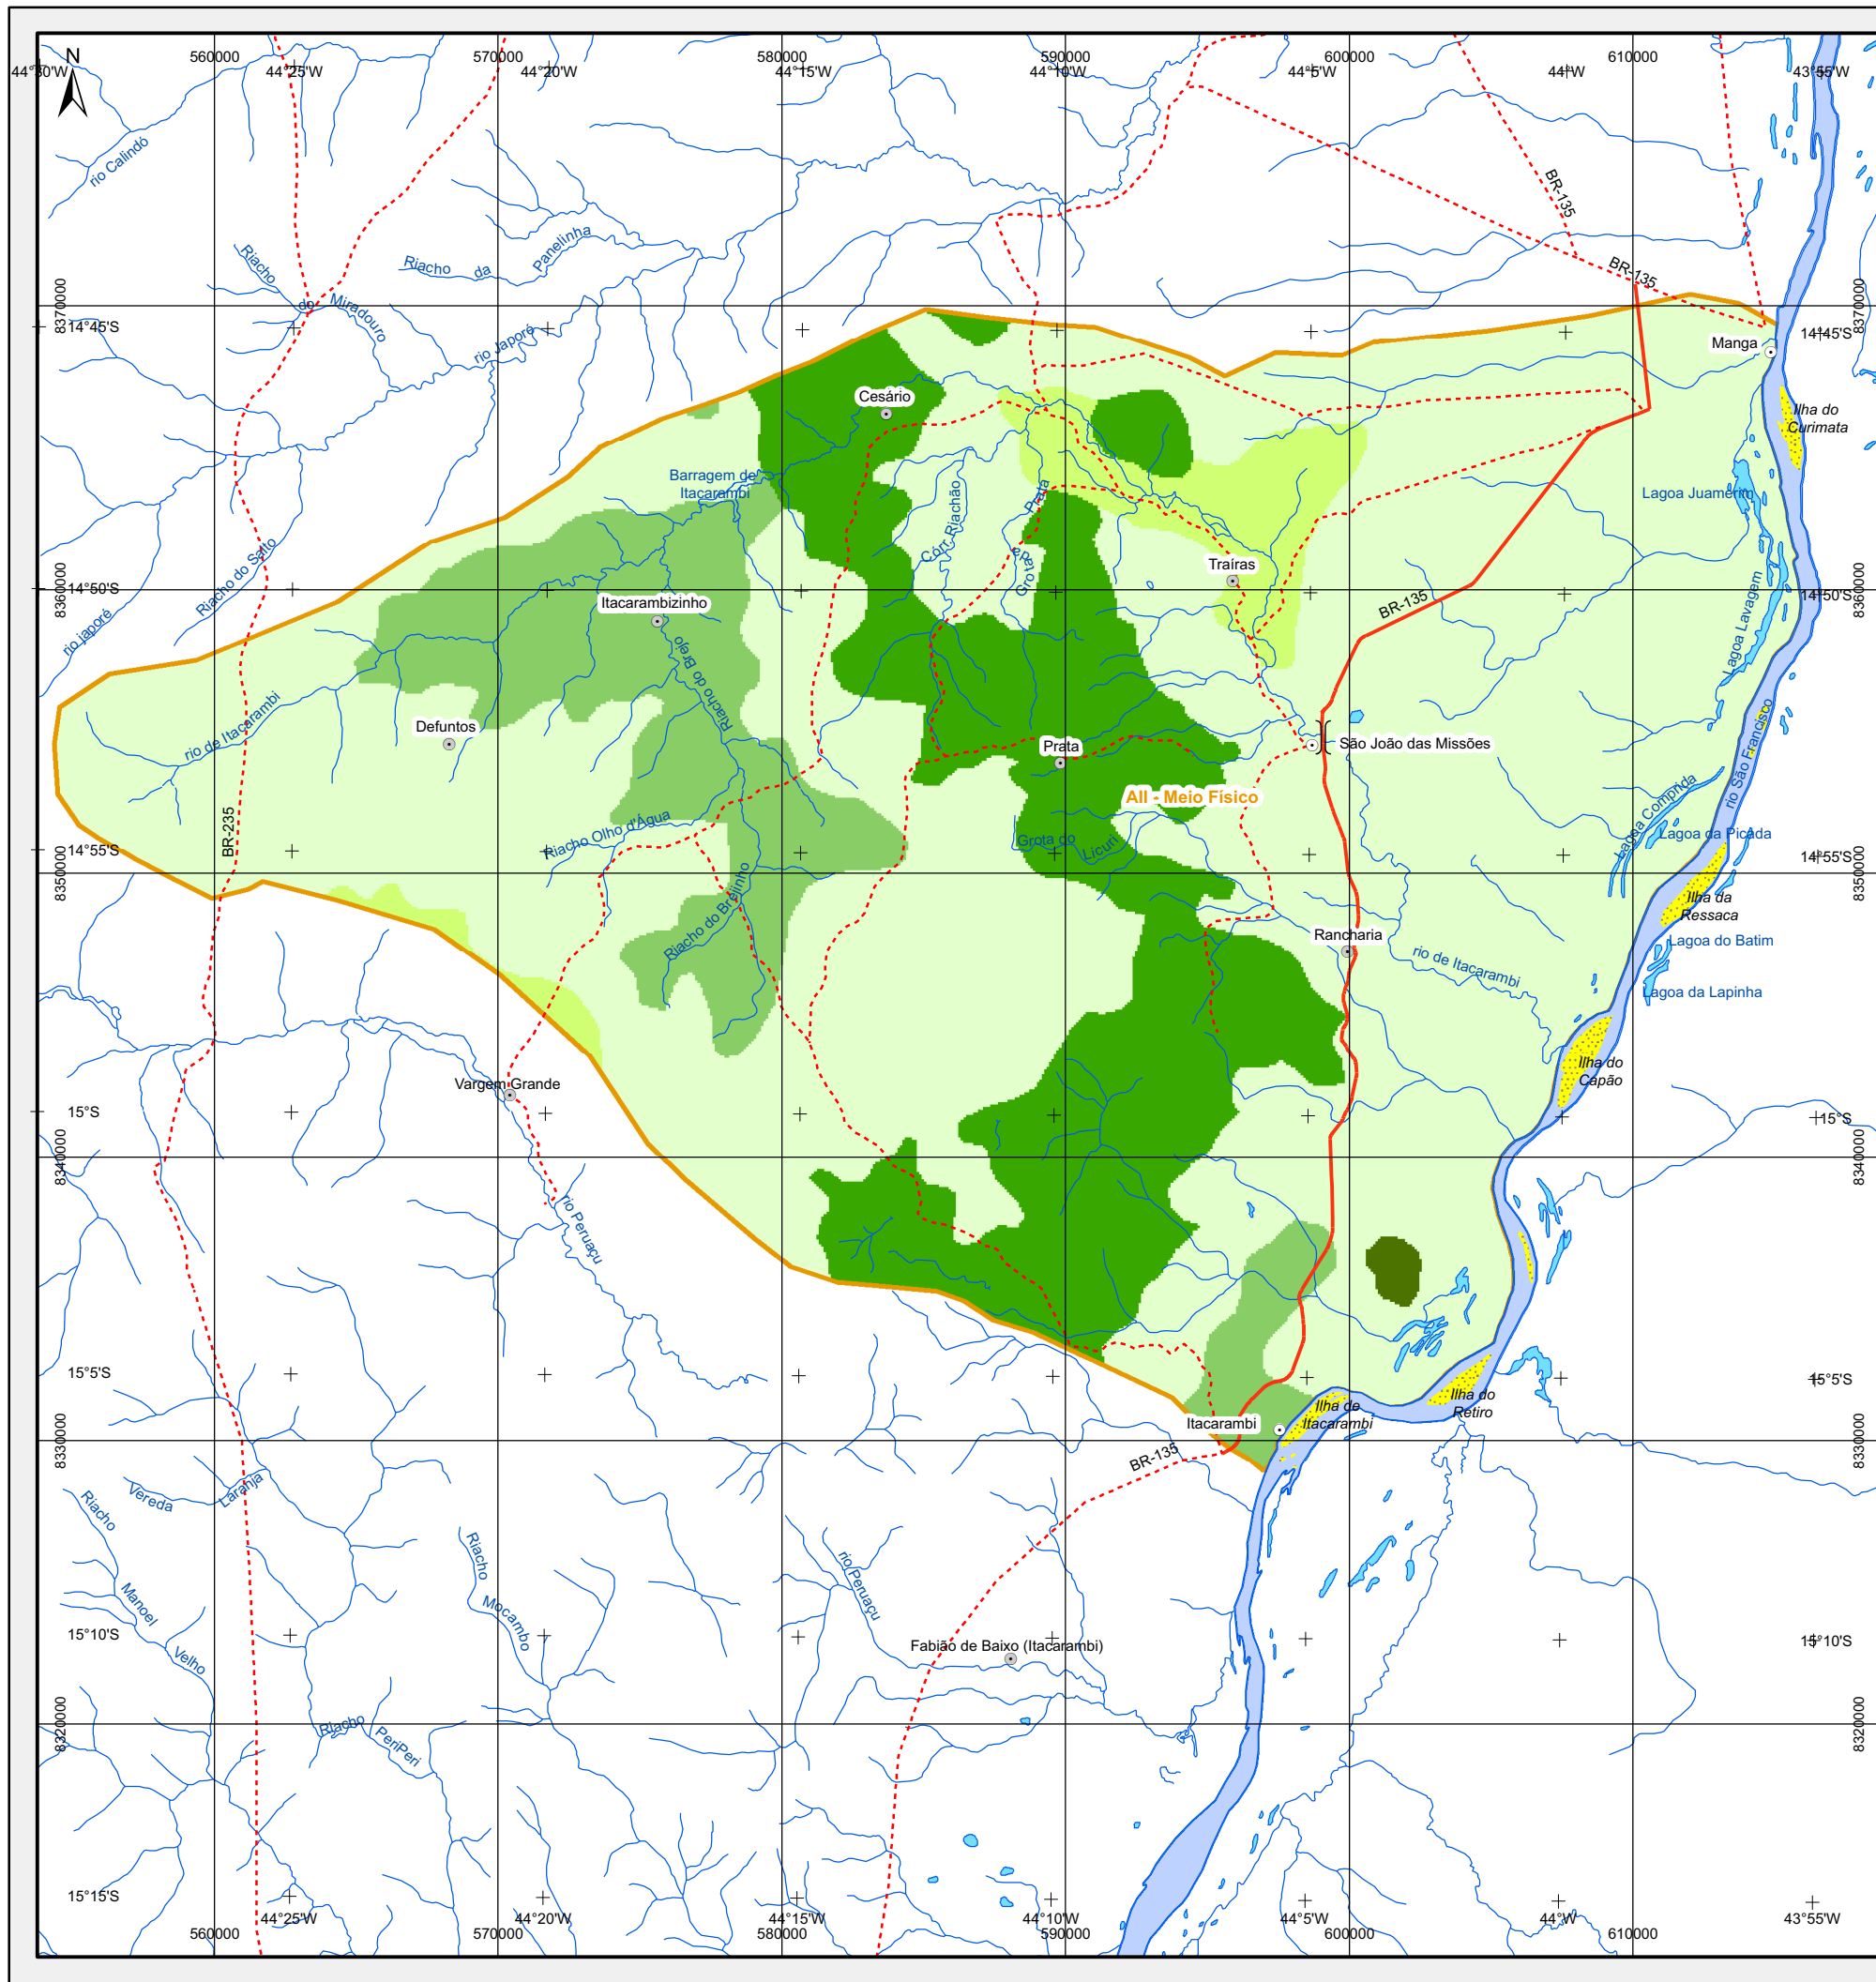 N
560000
570000
580000
590000
600000
610000
44°30'W
44°25'W
44°20'W
44°15'W
44°10'W
44°5'W
44°W
43°55'W
rio Calindó
BR-135
Riacho
do
Miradouro
Riacho
da
Panelinha
BR-135
8370000
8370000
14°45'S
14°45'S
rio Japoré
Manga
Cesário
Ilha do
Curimata
Barragem de
Itacarambi
Lagoa Juamerim
Córr. Riachão
Prata
da
Grota
Riacho do Salto
Traíras
8360000
8360000
14°50'S
14°50'S
Itacarambizinho
BR-135
rio japoré
Lagoa Lavagem
Riacho do Brejo
rio de Itacarambi
Defuntos
Prata
São João das Missões
rio São Francisco
All - Meio Físico
Lagoa Comprida
BR-235
Riacho Olho d'Água
Grota do
Licuri
Lagoa da Picada
14°55'S
14°55'S
8350000
8350000
Riacho do Brejinho
Ilha da
Ressaca
Rancharia
Lagoa do Batim
rio de Itacarambi
Lagoa da Lapinha
Ilha do
Capão
Vargem Grande
15°S
15°S
8340000
8340000
rio Peruaçu
15°5'S
15°5'S
Ilha do
Retiro
Ilha de
Itacarambi
Itacarambi
8330000
8330000
BR-135
Riacho
Vereda
Laranja
Riacho
rio Peruaçu
Manoel
Mocambo
Velho
15°10'S
15°10'S
Fabião de Baixo (Itacarambi)
8320000
8320000
Riacho
PeriPeri
15°15'S
44°25'W
44°20'W
44°15'W
44°10'W
44°5'W
44°W
43°55'W
560000
570000
580000
590000
600000
610000